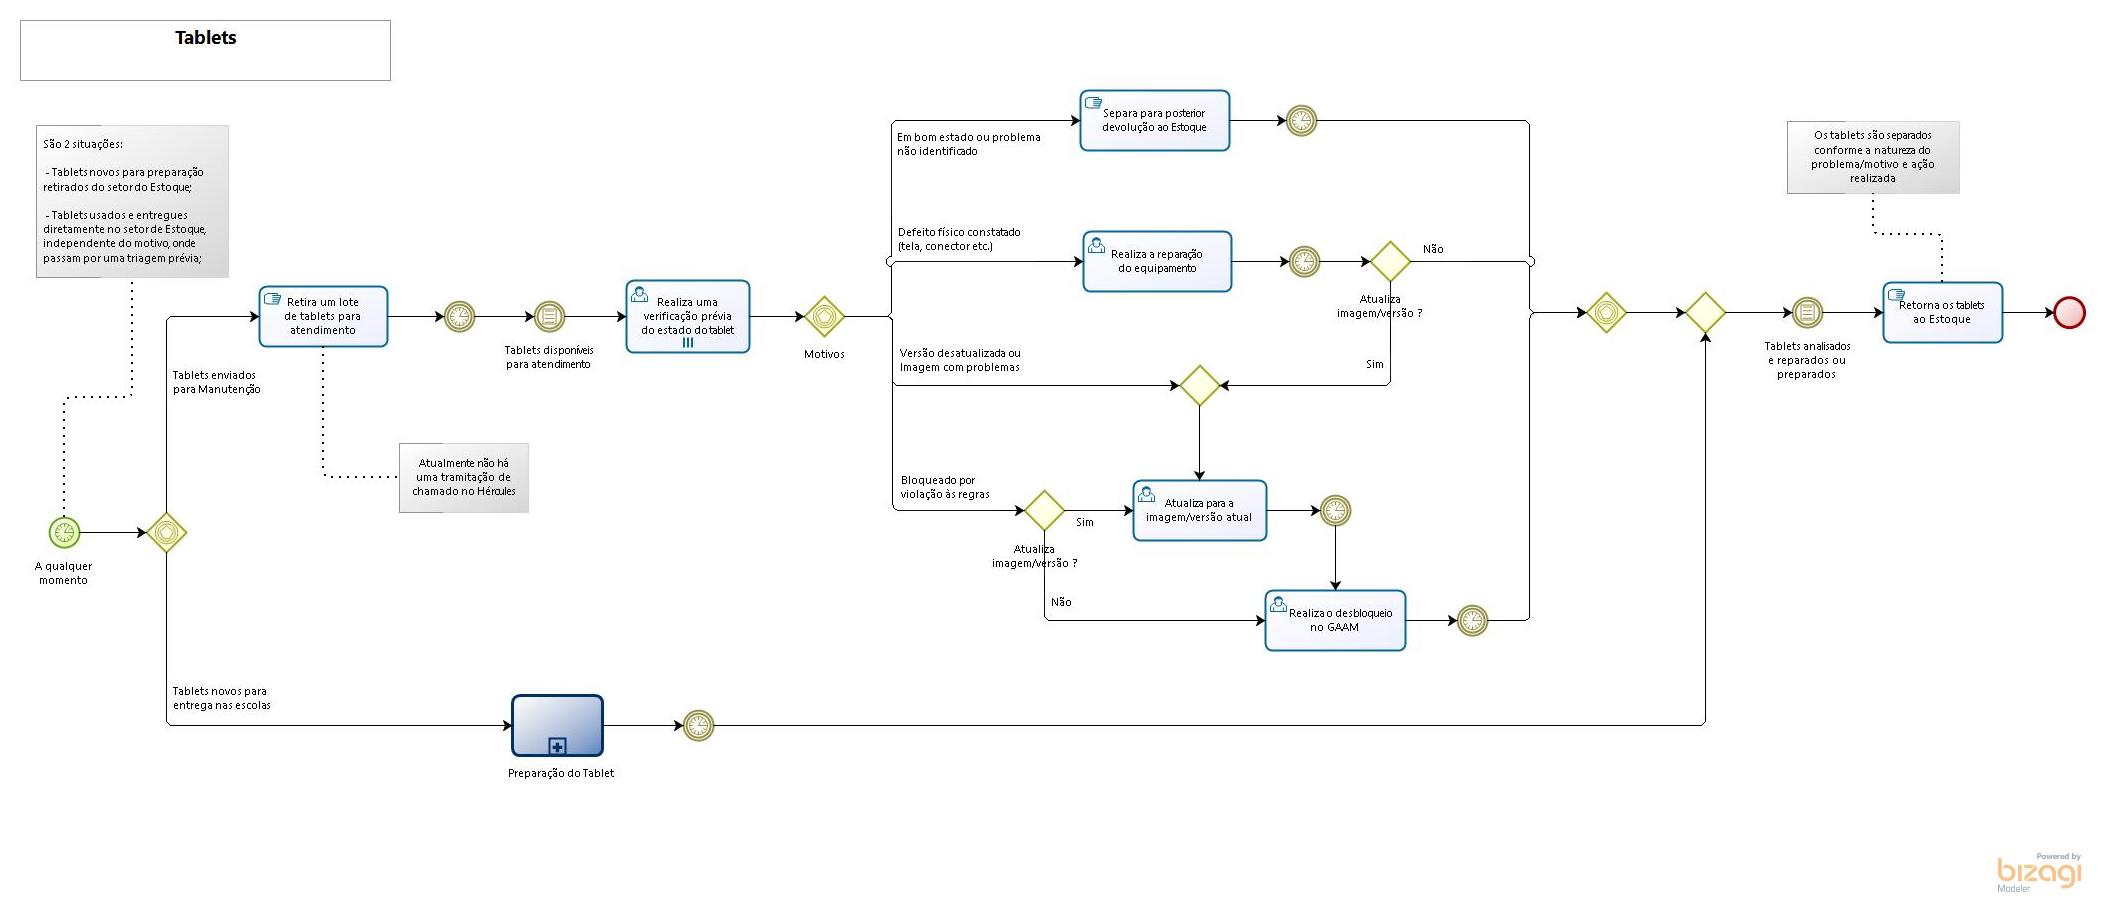 Tablets
São 2 situações:
- Tablets novos para preparação
retirados do setor do Estoque;
- Tablets usados e entregues
diretamente no setor de Estoque,
independente do motivo, onde
passam por uma triagem prévia;
A qualquer
momento
Tablets enviados
para Manutenção
Retira um lote
de tablets para
atendimento
Atualmente não há
uma tramitação de
chamado no Hércules
Tablets disponíveis
para atendimento
Realiza uma
verificação prévia
do estado do tablet
Motivos
Em bom estado ou problema
não identificado
Separa para posterior
devolução ao Estoque
Defeito físico constatado
(tela, conector etc.)
Realiza a reparação
do equipamento
Atualiza
imagem/versão ?
Não
Sim
Versão desatualizada ou
Imagem com problemas
Bloqueado por
violação às regras
Atualiza
imagem/versão ?
Sim
Não
Atualiza para a
imagem/versão atual
Realiza o desbloqueio
no GAAM
Tablets novos para
entrega nas escolas
Preparação do Tablet
Os tablets são separados
conforme a natureza do
problema/motivo e ação
realizada
Tablets analisados
e reparados ou
preparados
Retorna os tablets
ao Estoque
Powered by
bizagi
Modeler